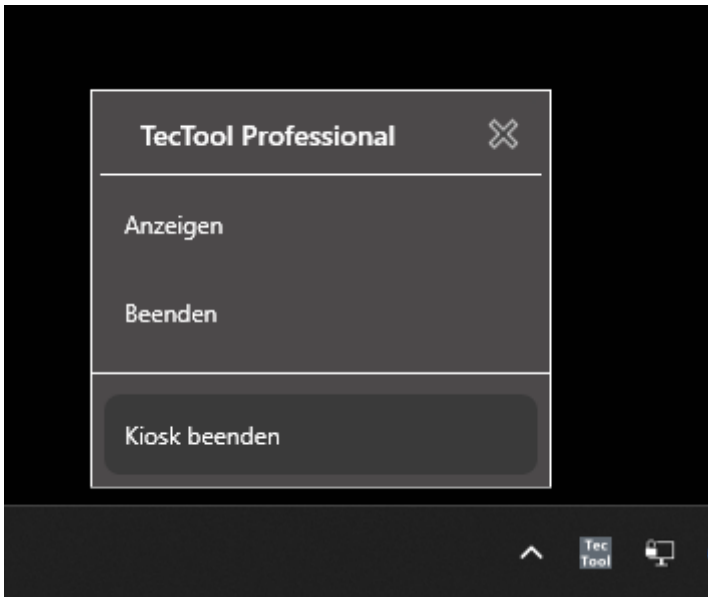 TecTool Professional
Anzeigen
Beenden
Kiosk beenden
Tec
Tool